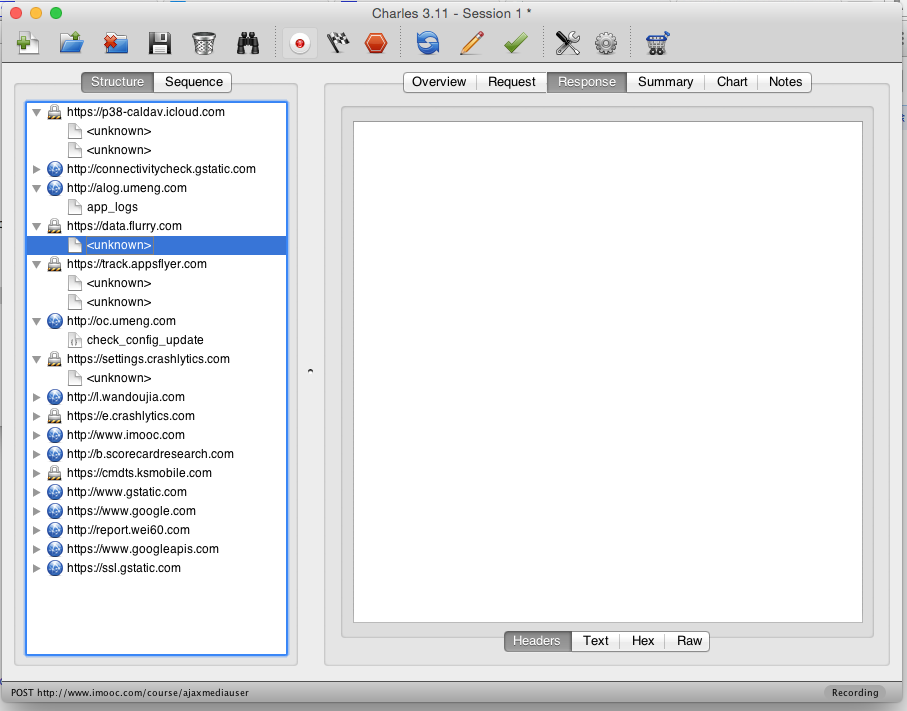 Charles 3.11 - Session 1 *
Structure Sequence
Overview Request Response Summary Chart Notes
https://p38-caldav.icloud.com
<unknown>
<unknown>
http://connectivitycheck.gstatic.com
http://alog.umeng.com
app_logs
https://data.flurry.com
<unknown>
https://track.appsflyer.com
<unknown>
<unknown>
http://oc.umeng.com
check_config_update
https://settings.crashlytics.com
<unknown>
http://l.wandoujia.com
https://e.crashlytics.com
http://www.imooc.com
http://b.scorecardresearch.com
https://cmdts.ksmobile.com
http://www.gstatic.com
https://www.google.com
http://report.wei60.com
https://www.googleapis.com
https://ssl.gstatic.com
Headers Text Hex Raw
POST http://www.imooc.com/course/ajaxmediauser
Recording